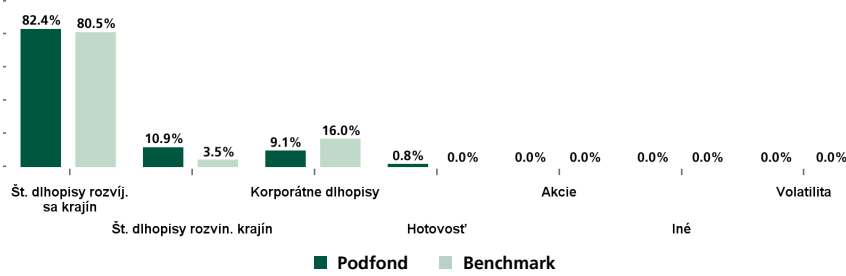 82.4%
80.5%
10.9%
3.5%
9.1%
16.0%
0.8%
0.0%
0.0%
0.0%
0.0%
0.0%
0.0%
0.0%
Št. dlhopisy rozvíj.
sa krajín
Št. dlhopisy rozvin. krajín
Korporátne dlhopisy
Hotovosť
Akcie
Iné
Volatilita
Podfond
Benchmark